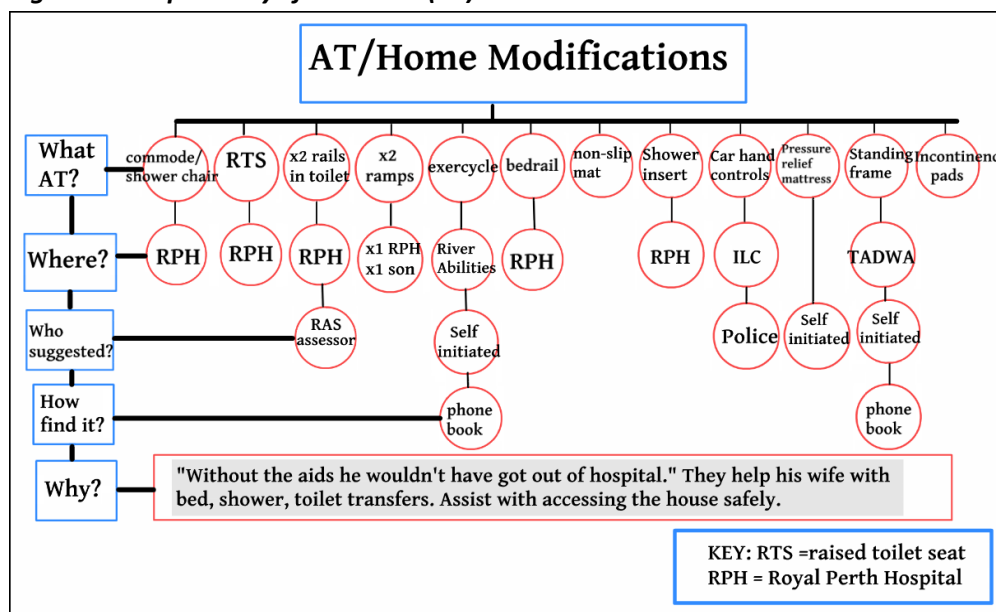 AT/Home Modifications
What
AT?
commode/
shower chair
RTS
x2 rails
in toilet
x2
ramps
exercycle
bedrail
non-slip
mat
Shower
insert
Car hand
controls
Pressure
relief
mattress
Standing
frame
Incontinenc
pads
Where?
RPH
RPH
RPH
x1 RPH
x1 son
River
Abilities
RPH
RPH
ILC
TADWA
Who
suggested?
RAS
assessor
Self
initiated
Police
Self
initiated
Self
initiated
How
find it?
phone
book
phone
book
Why?
"Without the aids he wouldn't have got out of hospital." They help his wife with
bed, shower, toilet transfers. Assist with accessing the house safely.
KEY: RTS =raised toilet seat
RPH = Royal Perth Hospital